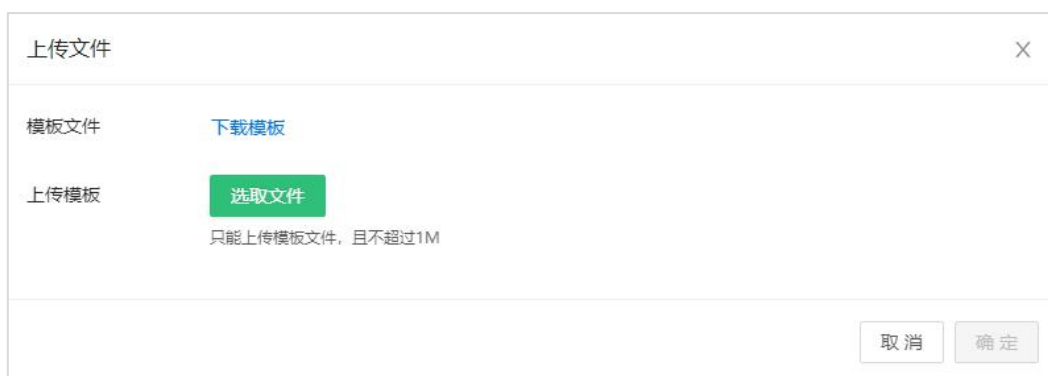 上传文件
模板文件
下载模板
上传模板
选取文件
只能上传模板文件，且不超过1M
取 消
确 定